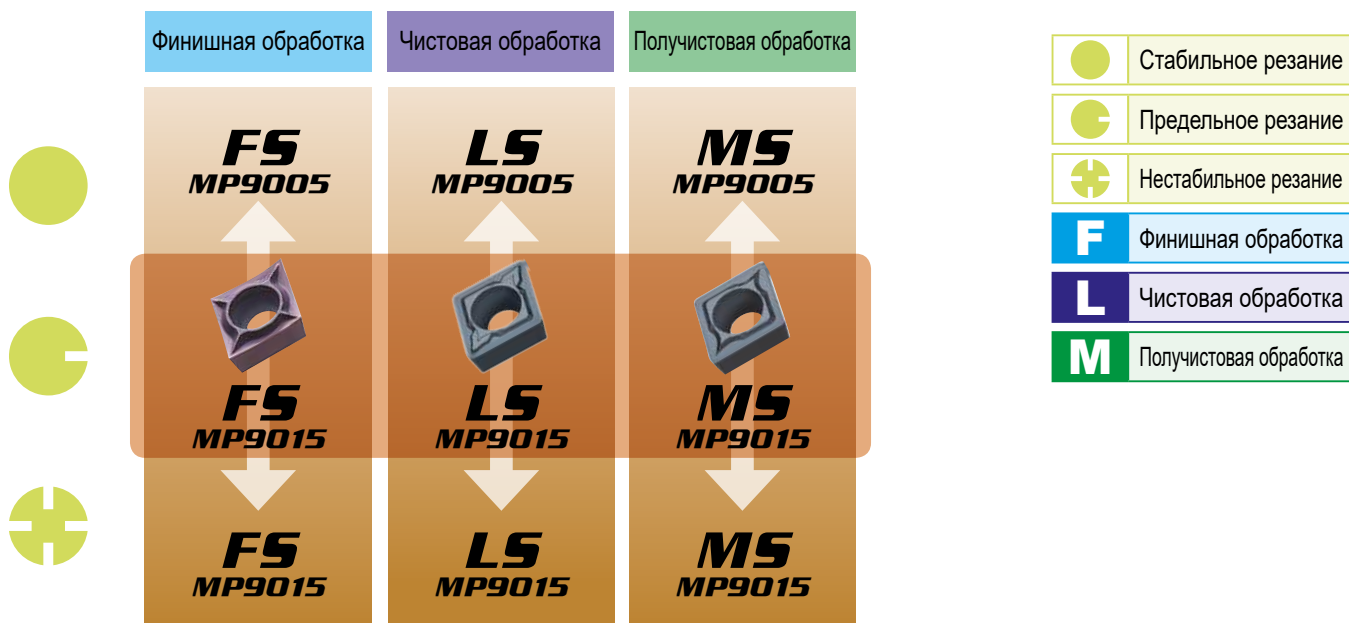 Финишная обработка
Чистовая обработка
Получистовая обработка
FS
MP9005
LS
MP9005
MS
MP9005
FS
MP9015
LS
MP9015
MS
MP9015
FS
MP9015
LS
MP9015
MS
MP9015
Стабильное резание
Предельное резание
Нестабильное резание
F Финишная обработка
L Чистовая обработка
M Получистовая обработка